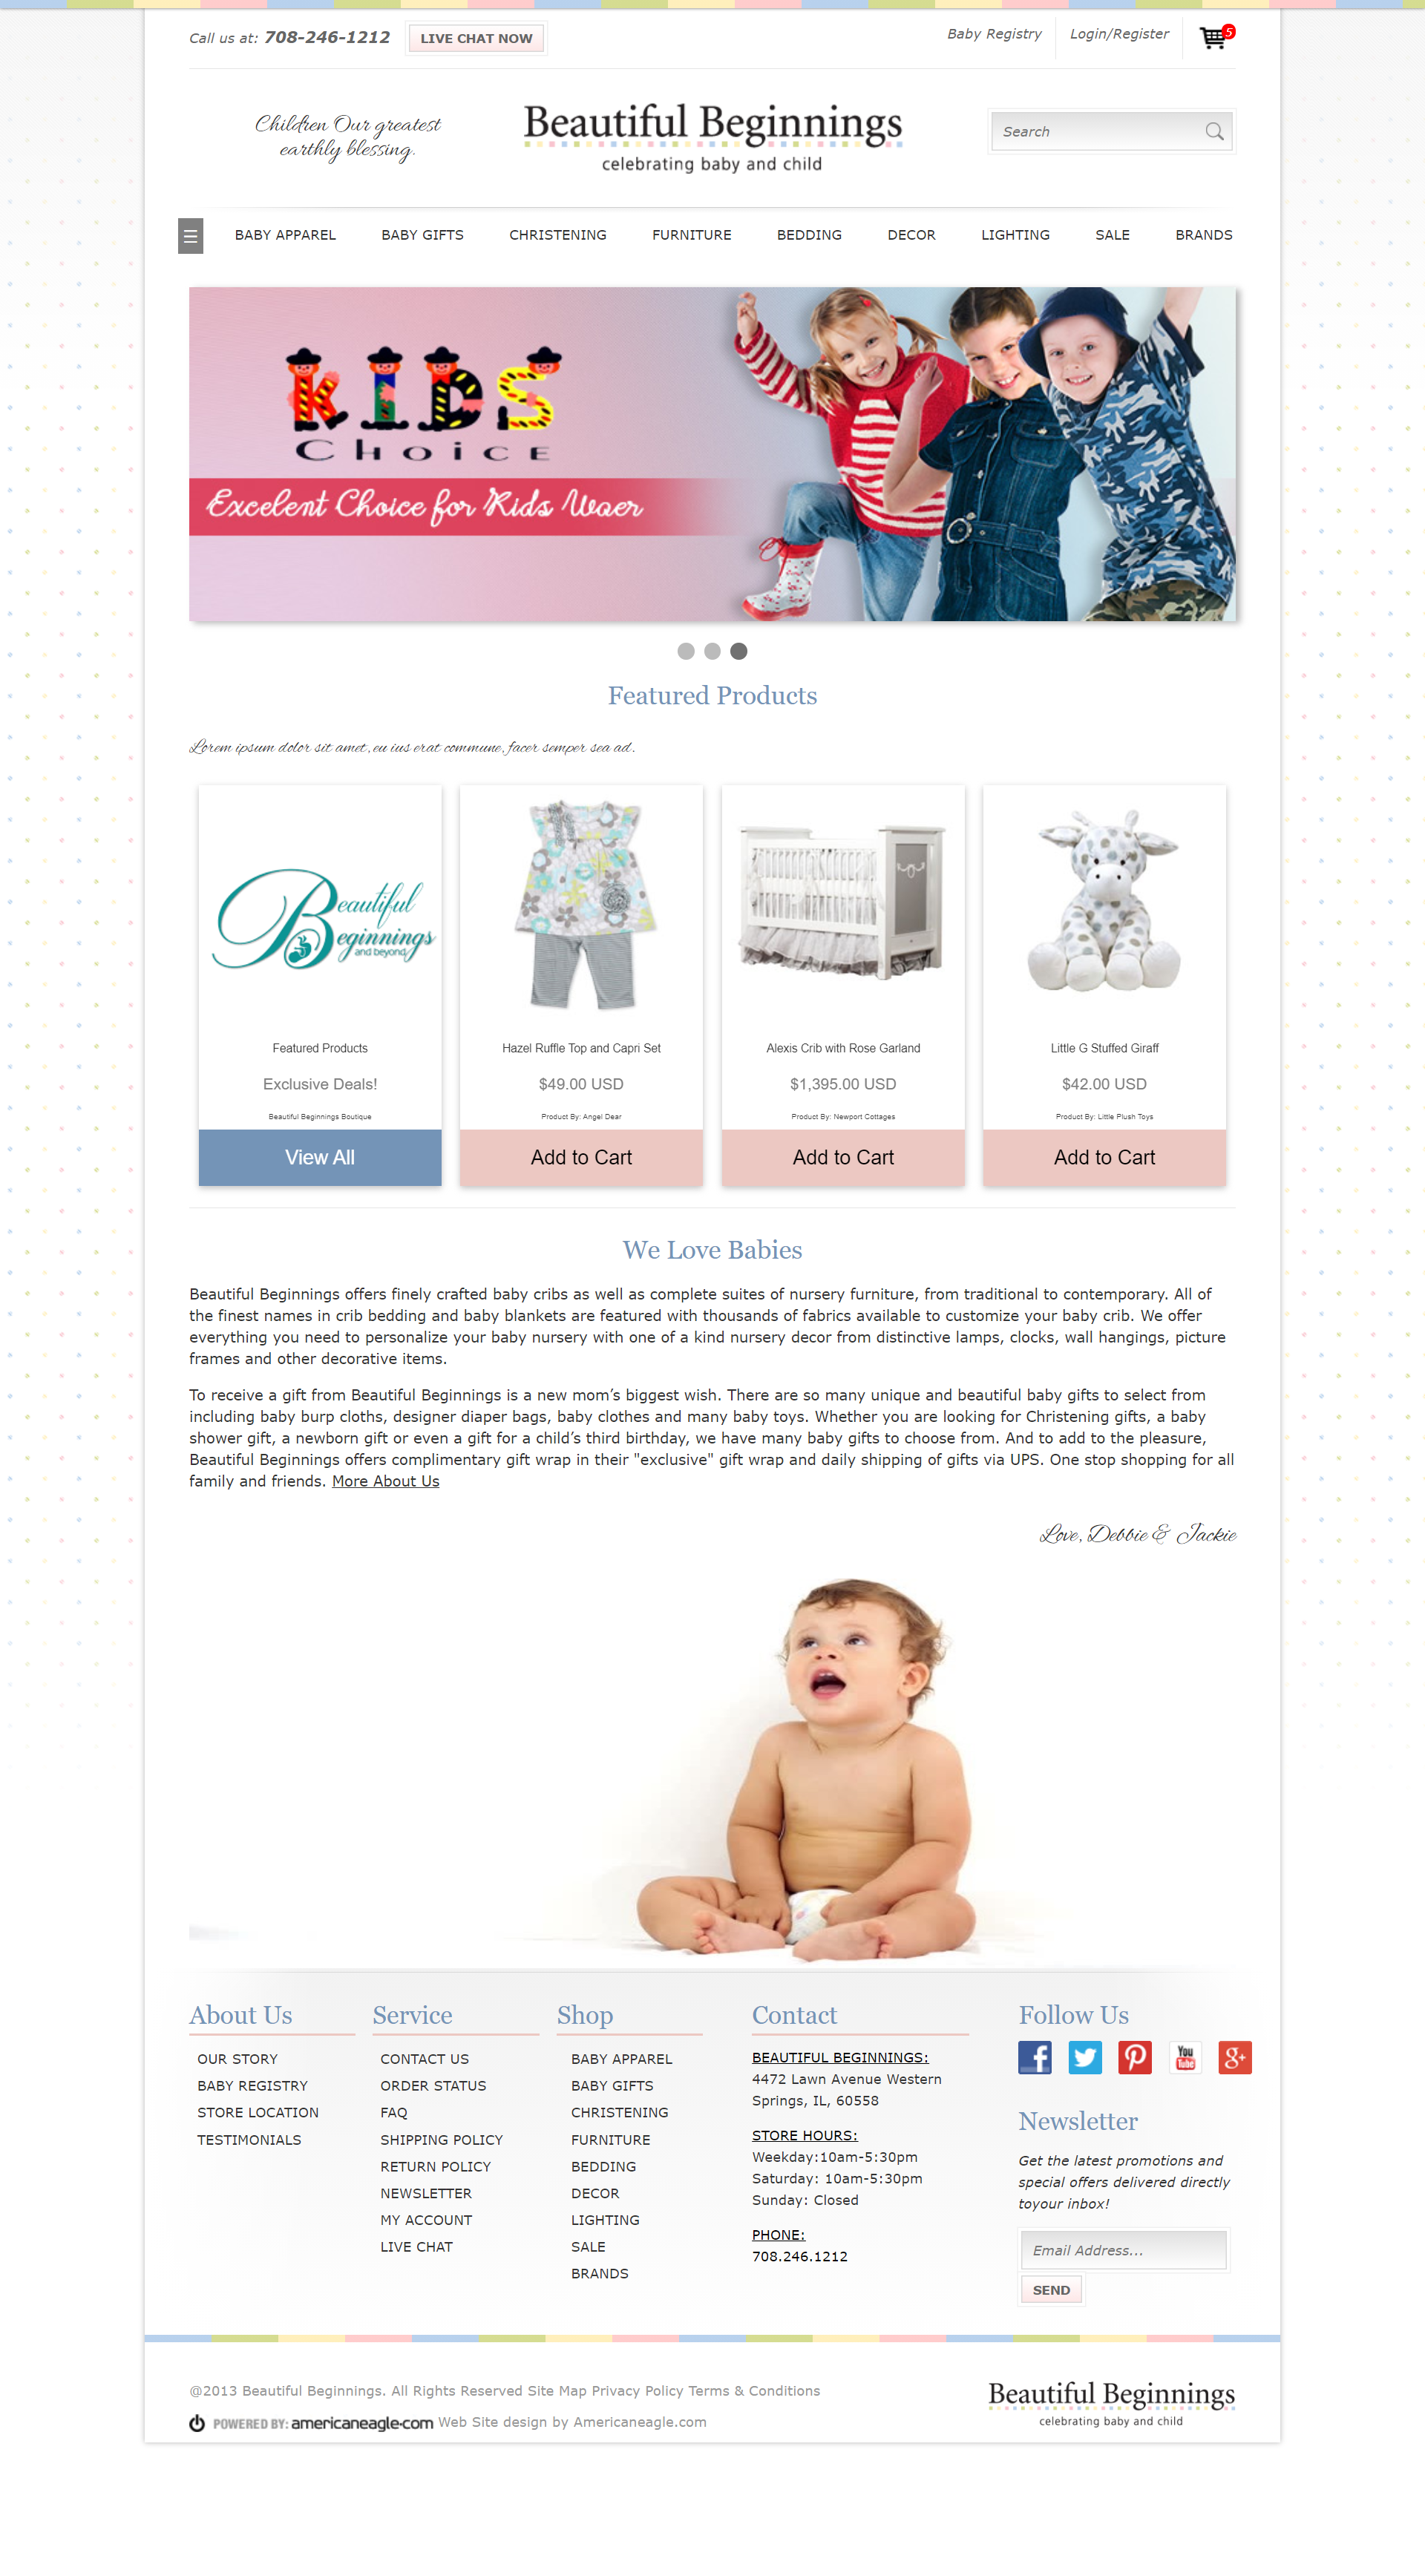 Call us at: 708-246-1212
LIVE CHAT NOW
Baby Registry
Login/Register
5
Children Our greatest
earthly blessing.
Beautiful Beginnings
celebrating baby and child
Search
☰
BABY APPAREL
BABY GIFTS
CHRISTENING
FURNITURE
BEDDING
DECOR
LIGHTING
SALE
BRANDS
KIDS
CHOICE
Excelent Choice for Kids Waer
Featured Products
Lorem ipsum dolor sit amet, eu ius erat commune, facer semper sea ad.
Beautiful
Beginnings
and beyond
Featured Products
Exclusive Deals!
Beautiful Beginnings Boutique
View All
Hazel Ruffle Top and Capri Set
$49.00 USD
Product By: Angel Dear
Add to Cart
Alexis Crib with Rose Garland
$1,395.00 USD
Product By: Newport Cottages
Add to Cart
Little G Stuffed Giraff
$42.00 USD
Product By: Little Plush Toys
Add to Cart
We Love Babies
Beautiful Beginnings offers finely crafted baby cribs as well as complete suites of nursery furniture, from traditional to contemporary. All of
the finest names in crib bedding and baby blankets are featured with thousands of fabrics available to customize your baby crib. We offer
everything you need to personalize your baby nursery with one of a kind nursery decor from distinctive lamps, clocks, wall hangings, picture
frames and other decorative items.
To receive a gift from Beautiful Beginnings is a new mom’s biggest wish. There are so many unique and beautiful baby gifts to select from
including baby burp cloths, designer diaper bags, baby clothes and many baby toys. Whether you are looking for Christening gifts, a baby
shower gift, a newborn gift or even a gift for a child’s third birthday, we have many baby gifts to choose from. And to add to the pleasure,
Beautiful Beginnings offers complimentary gift wrap in their "exclusive" gift wrap and daily shipping of gifts via UPS. One stop shopping for all
family and friends. More About Us
Love, Debbie & Jackie
About Us
OUR STORY
BABY REGISTRY
STORE LOCATION
TESTIMONIALS
Service
CONTACT US
ORDER STATUS
FAQ
SHIPPING POLICY
RETURN POLICY
NEWSLETTER
MY ACCOUNT
LIVE CHAT
Shop
BABY APPAREL
BABY GIFTS
CHRISTENING
FURNITURE
BEDDING
DECOR
LIGHTING
SALE
BRANDS
Contact
BEAUTIFUL BEGINNINGS:
4472 Lawn Avenue Western
Springs, IL, 60558
STORE HOURS:
Weekday:10am-5:30pm
Saturday: 10am-5:30pm
Sunday: Closed
PHONE:
708.246.1212
Follow Us
f
You
Tube
g+
Newsletter
Get the latest promotions and
special offers delivered directly
toyour inbox!
Email Address...
SEND
@2013 Beautiful Beginnings. All Rights Reserved Site Map Privacy Policy Terms & Conditions
POWERED BY: americaneagle.com Web Site design by Americaneagle.com
Beautiful Beginnings
celebrating baby and child